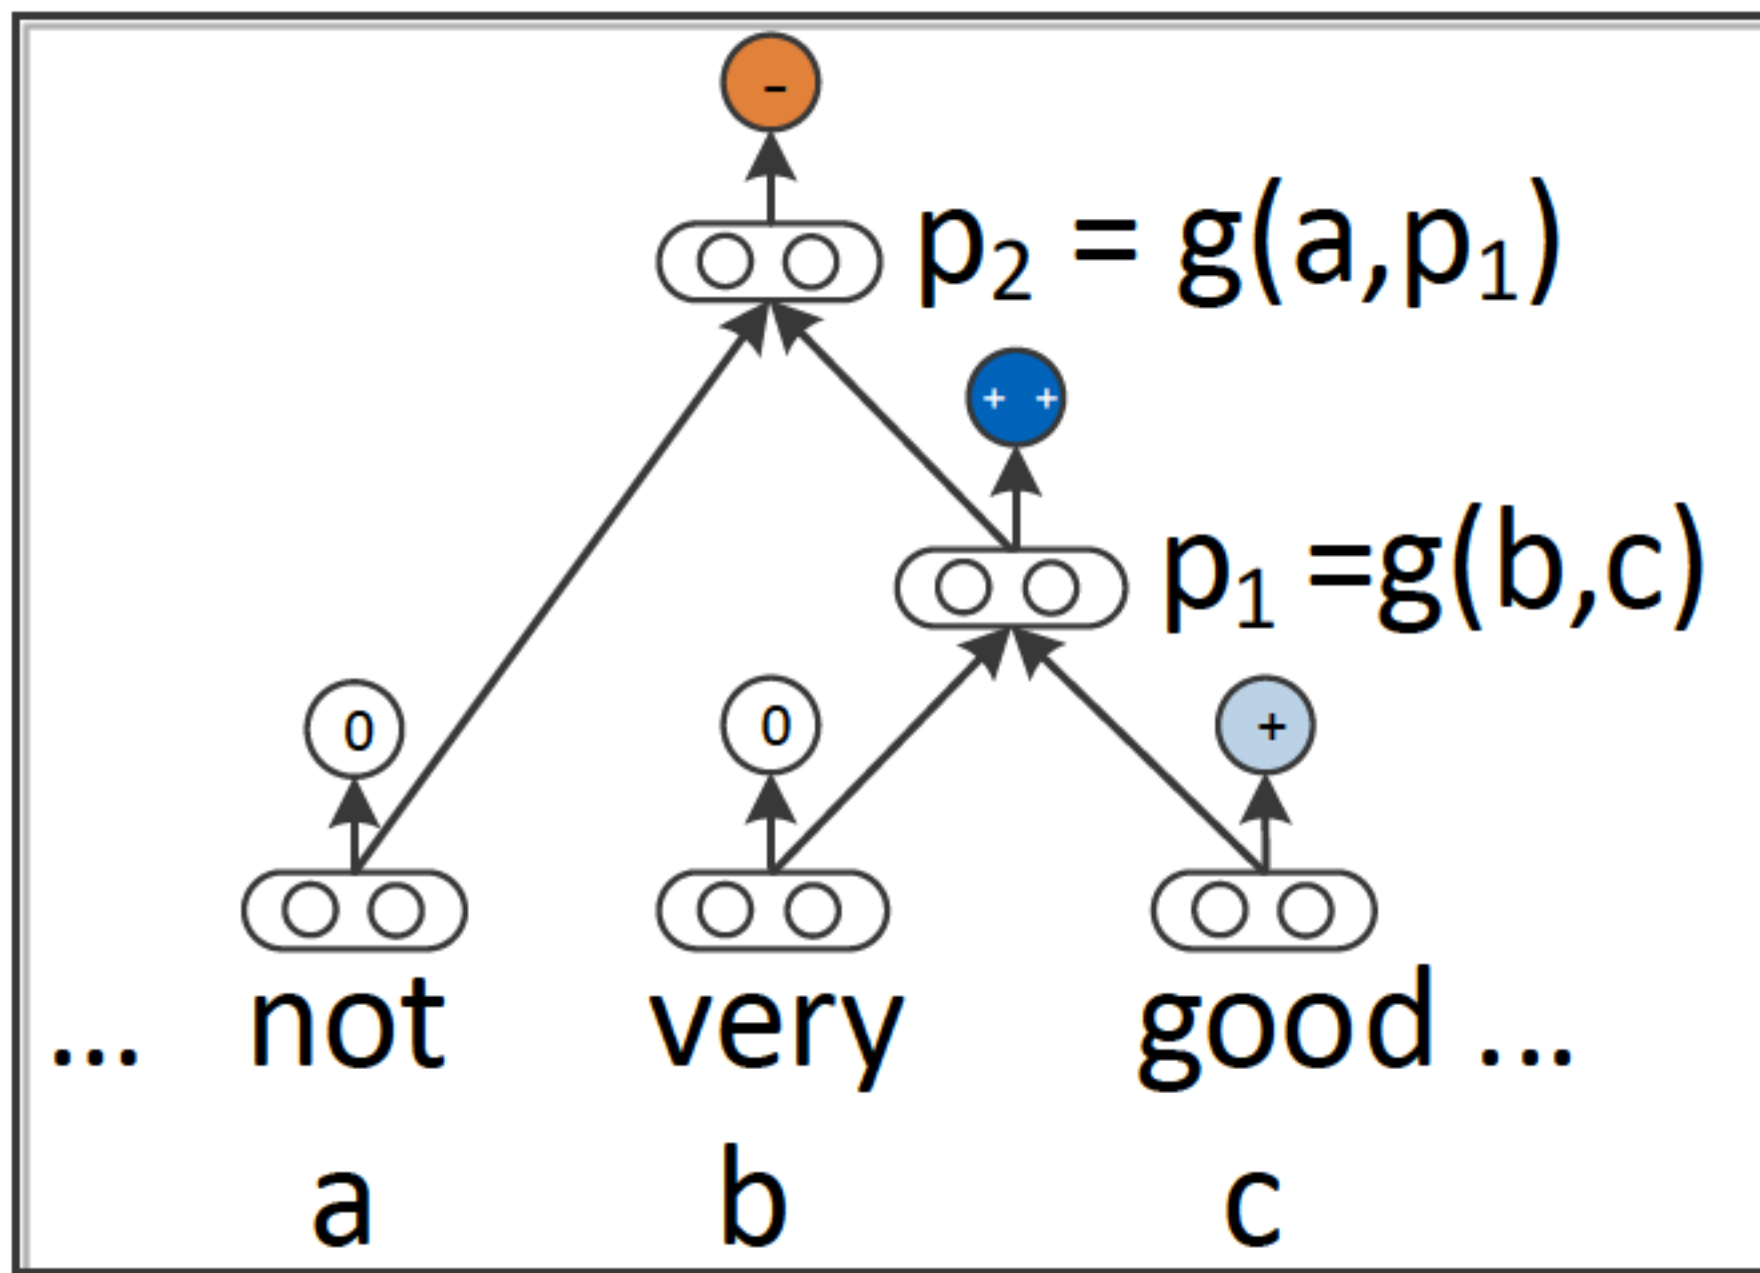 -
p₂ = g(a,p₁)
+ +
p₁ =g(b,c)
0 0 +
... not very good ...
a b c